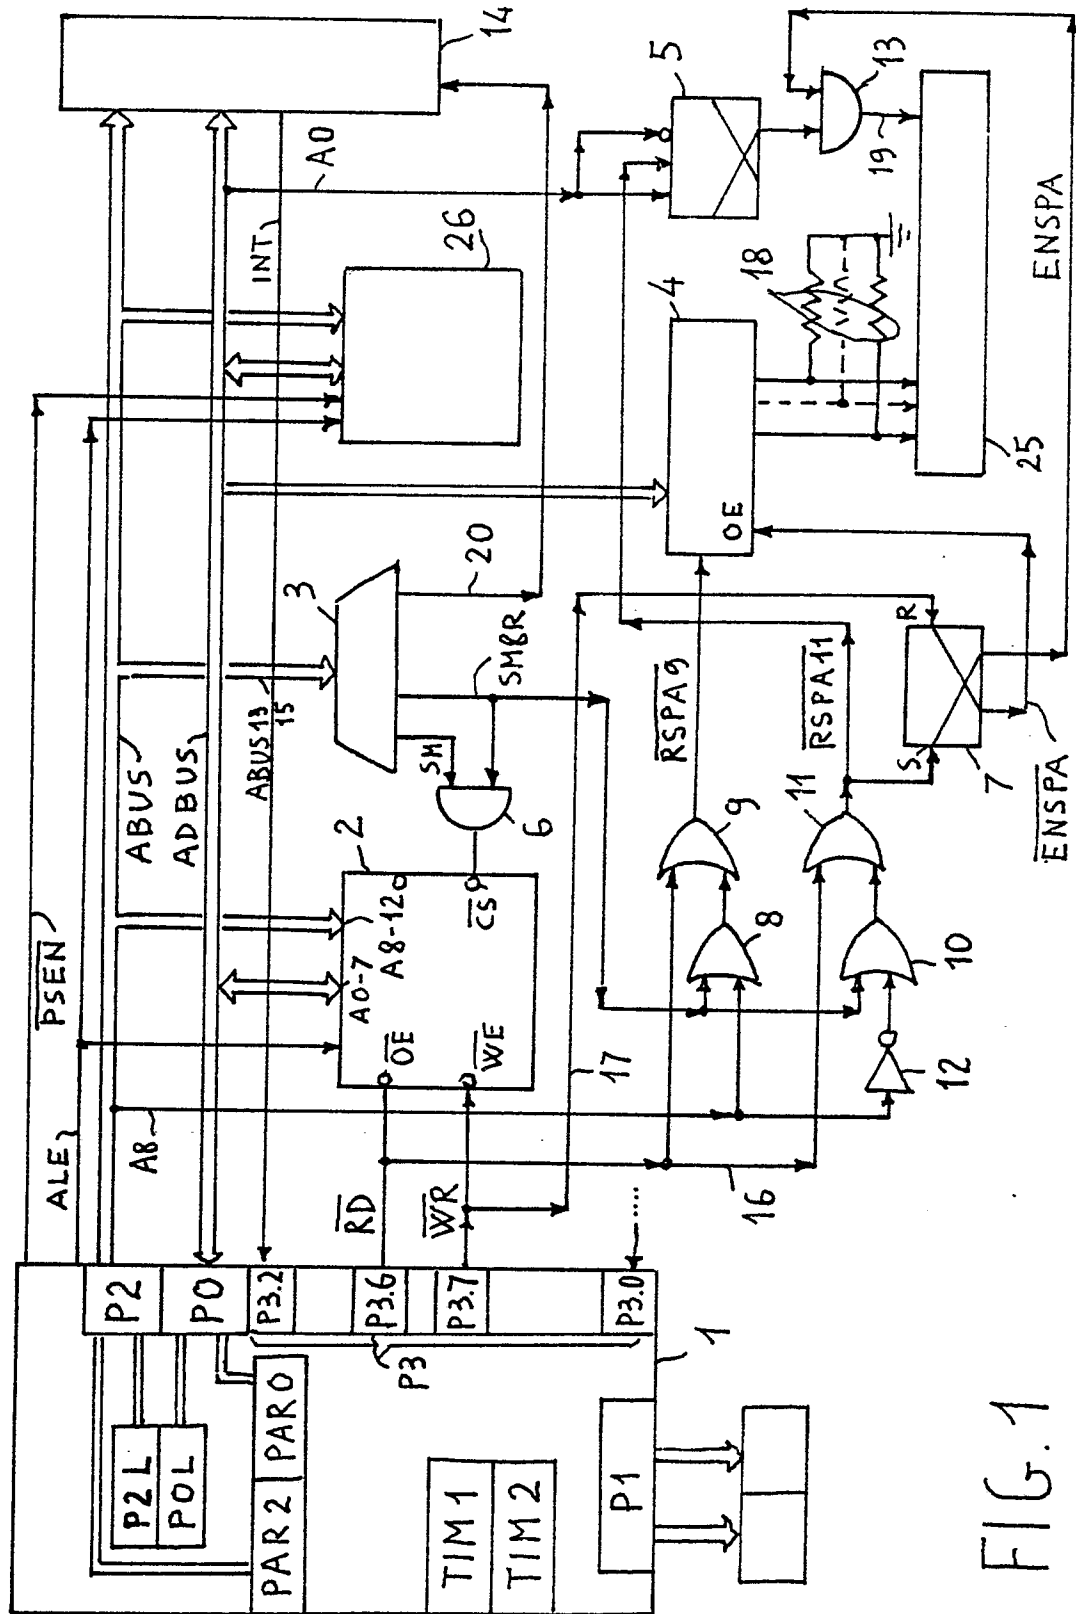 14
PSEN
ALE
ABUS
ADBUS
A8
INT
A0
ABUS13
15
P2
P0
P3.2
P3.6
P3.7
P3.0
P3
P2L
P0L
PAR2
PAR0
TIM1
TIM2
P1
1
RD
WR
2
A0-7
A8-12
OE
WE
CS
6
3
SM
SMBR
20
26
17
16
8
9
10
11
12
RSPA9
RSPA11
S
R
7
ENSPA
4
OE
18
5
13
19
25
ENSPA
FIG. 1